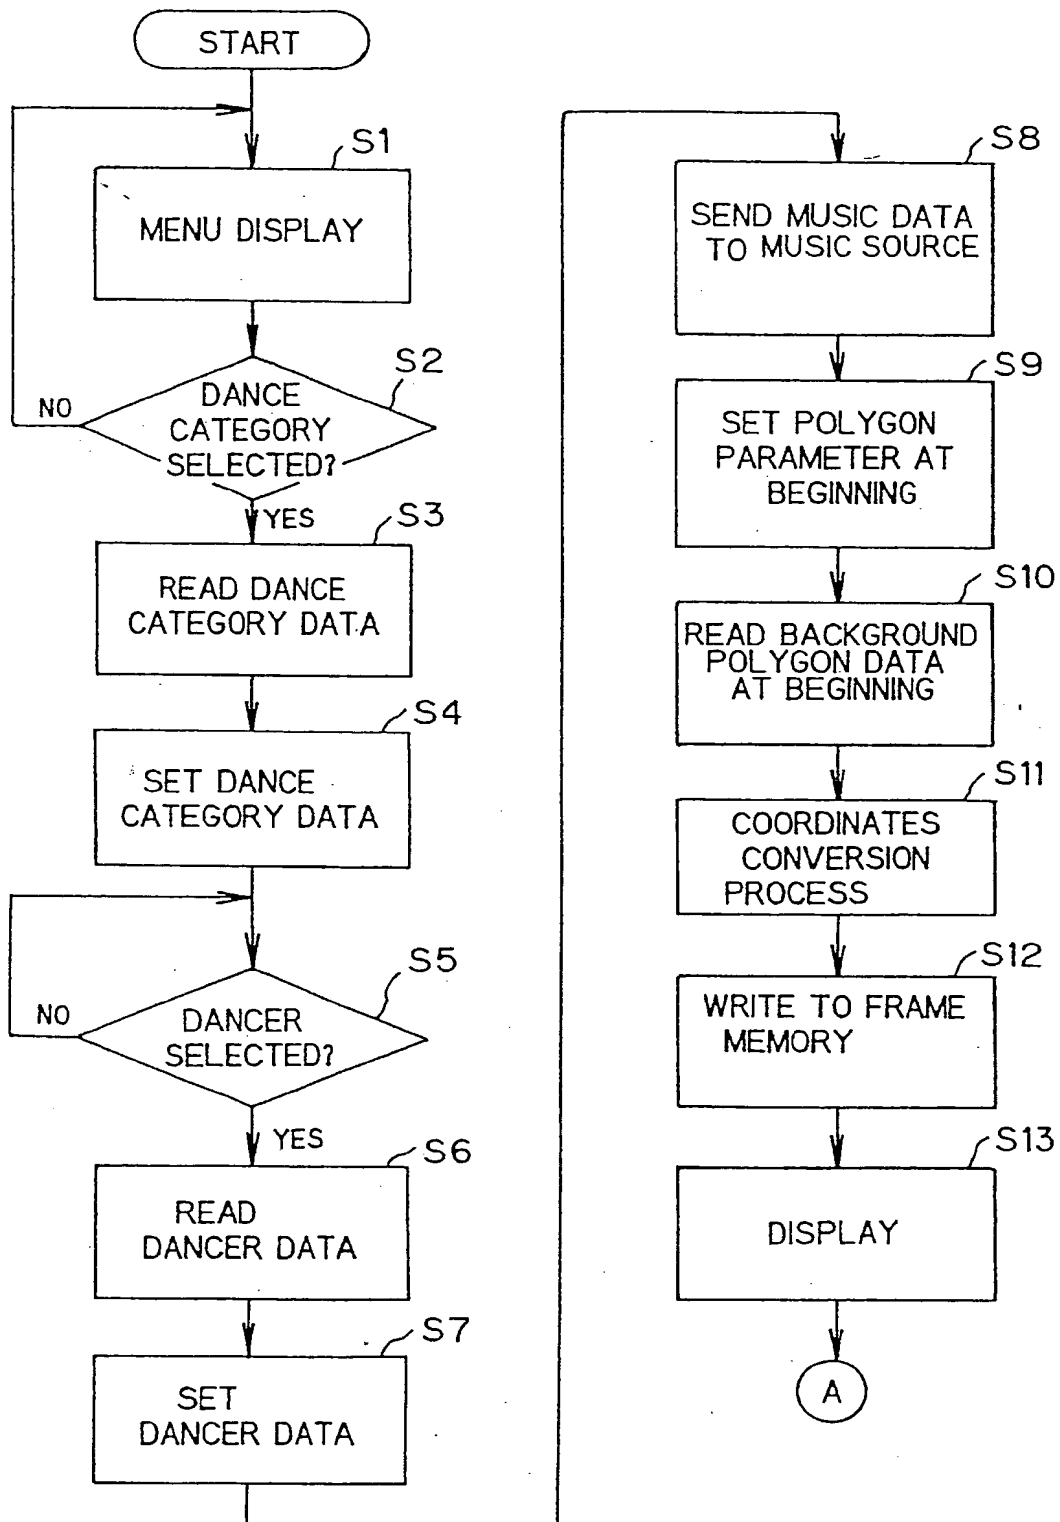 START
S1
MENU DISPLAY
S2
DANCE
CATEGORY
SELECTED?
NO
YES
S3
READ DANCE
CATEGORY DATA
S4
SET DANCE
CATEGORY DATA
S5
DANCER
SELECTED?
NO
YES
S6
READ
DANCER DATA
S7
SET
DANCER DATA
S8
SEND MUSIC DATA
TO MUSIC SOURCE
S9
SET POLYGON
PARAMETER AT
BEGINNING
S10
READ BACKGROUND
POLYGON DATA
AT BEGINNING
S11
COORDINATES
CONVERSION
PROCESS
S12
WRITE TO FRAME
MEMORY
S13
DISPLAY
A